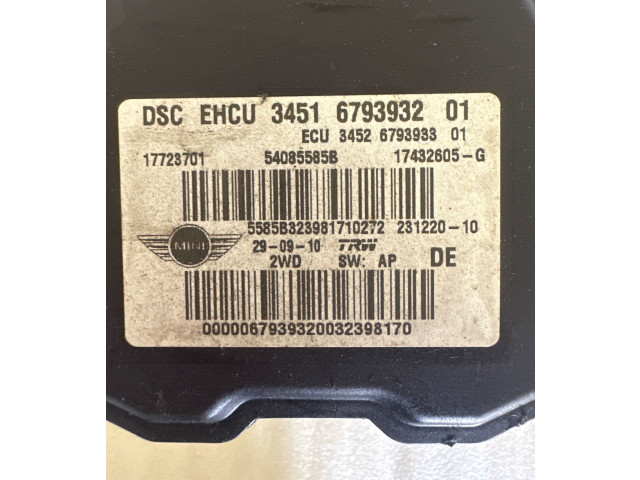 DSC EHCU 3451 6793932 01
ECU 3452 6793933 01
17723701 54085585B 17432605-G
5585B323981710272 231220-10
MINI 29-09-10 TRW
2WD SW: AP DE
0000067939320032398170